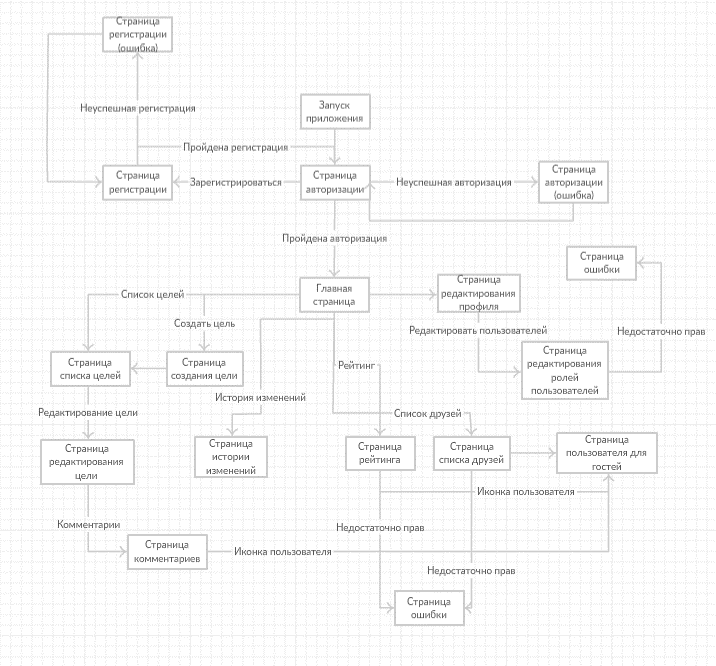 Страница
регистрации
(ошибка)
Неуспешная регистрация
Запуск
приложения
Пройдена регистрация
Страница
регистрации
Зарегистрироваться
Страница
авторизации
Неуспешная авторизация
Страница
авторизации
(ошибка)
Пройдена авторизация
Страница
ошибки
Главная
страница
Страница
редактирования
профиля
Список целей
Создать цель
Редактировать пользователей
Недостаточно прав
Страница
списка целей
Страница
создания цели
Рейтинг
Страница
редактирования
ролей
пользователей
История изменений
Редактирование цели
Список друзей
Страница
редактирования
цели
Страница
истории
изменений
Страница
рейтинга
Страница
списка друзей
Страница
пользователя для
гостей
Иконка пользователя
Комментарии
Недостаточно прав
Страница
комментариев
Иконка пользователя
Недостаточно прав
Страница
ошибки